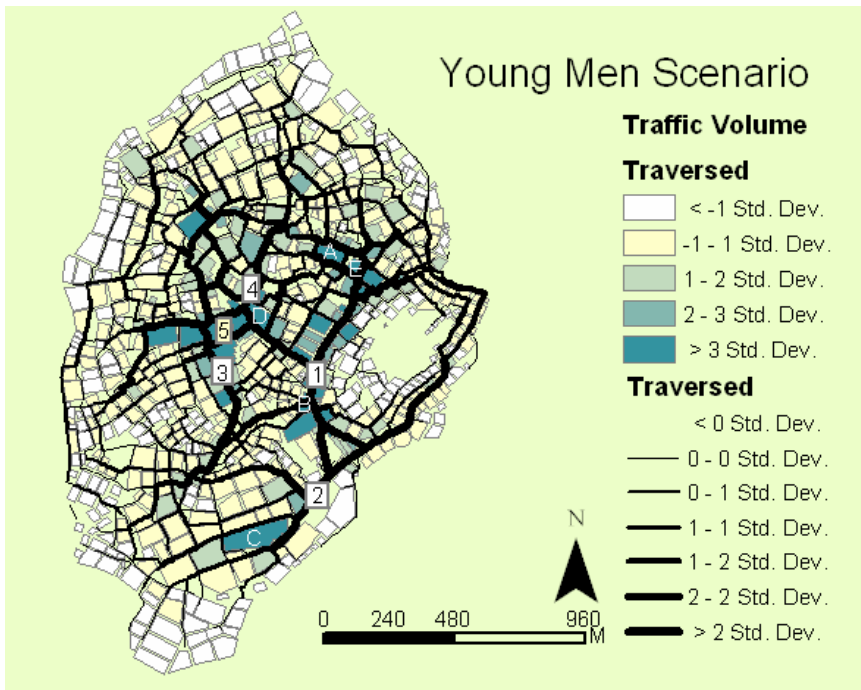 Young Men Scenario
Traffic Volume
Traversed
< -1 Std. Dev.
-1 - 1 Std. Dev.
1 - 2 Std. Dev.
2 - 3 Std. Dev.
> 3 Std. Dev.
Traversed
< 0 Std. Dev.
0 - 0 Std. Dev.
0 - 1 Std. Dev.
1 - 1 Std. Dev.
1 - 2 Std. Dev.
2 - 2 Std. Dev.
> 2 Std. Dev.
A
E
4
D
5
3
1
B
2
C
N
0 240 480 960
M